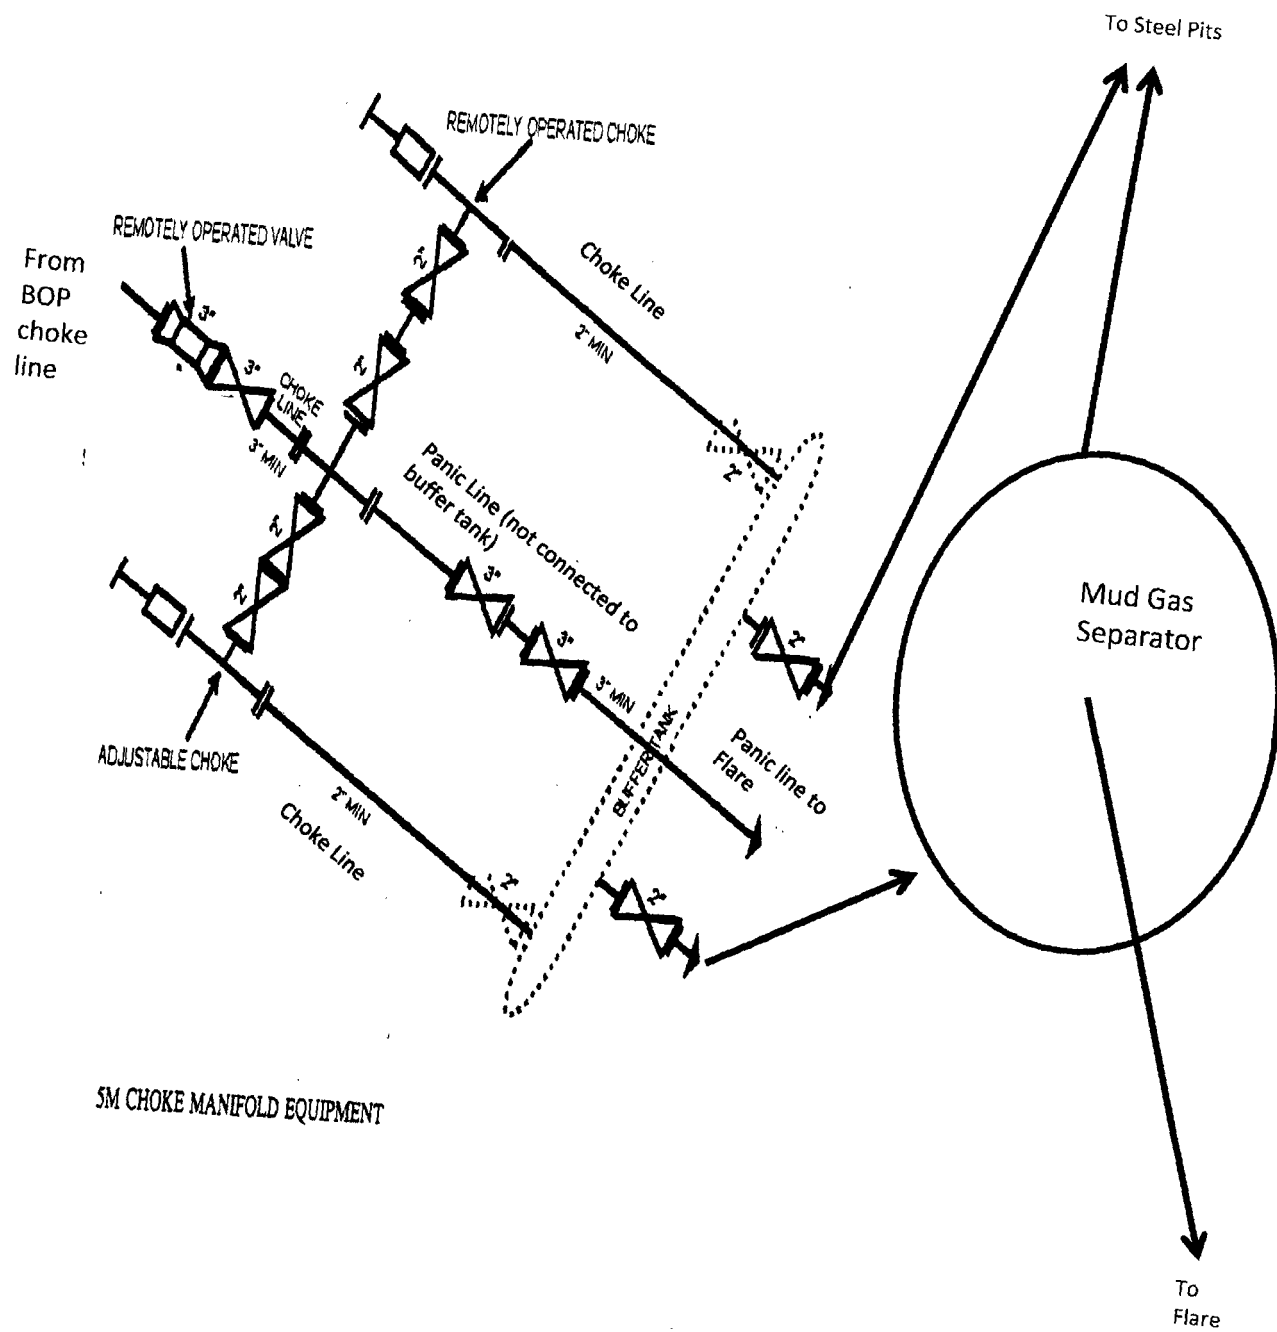 To Steel Pits
REMOTELY OPERATED CHOKE
REMOTELY OPERATED VALVE
From
BOP
choke
line
3"
3"
CHOKE
LINE
3" MIN
2"
2"
Choke Line
2" MIN
2"
Panic Line (not connected to
buffer tank)
3"
3"
3" MIN
2"
2"
ADJUSTABLE CHOKE
2" MIN
Choke Line
2"
BUFFER TANK
2"
Panic line to
Flare
2"
Mud Gas
Separator
5M CHOKE MANIFOLD EQUIPMENT
To
Flare